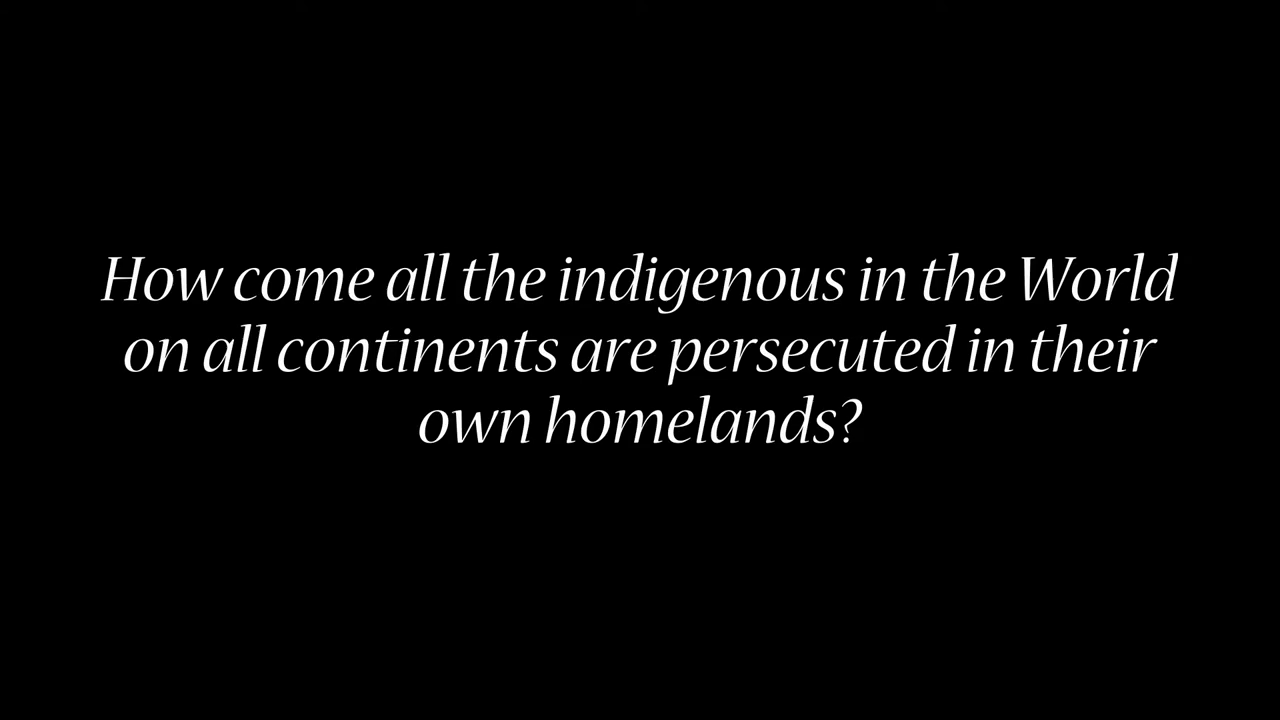 How come all the indigenous in the World
on all continents are persecuted in their
own homelands?